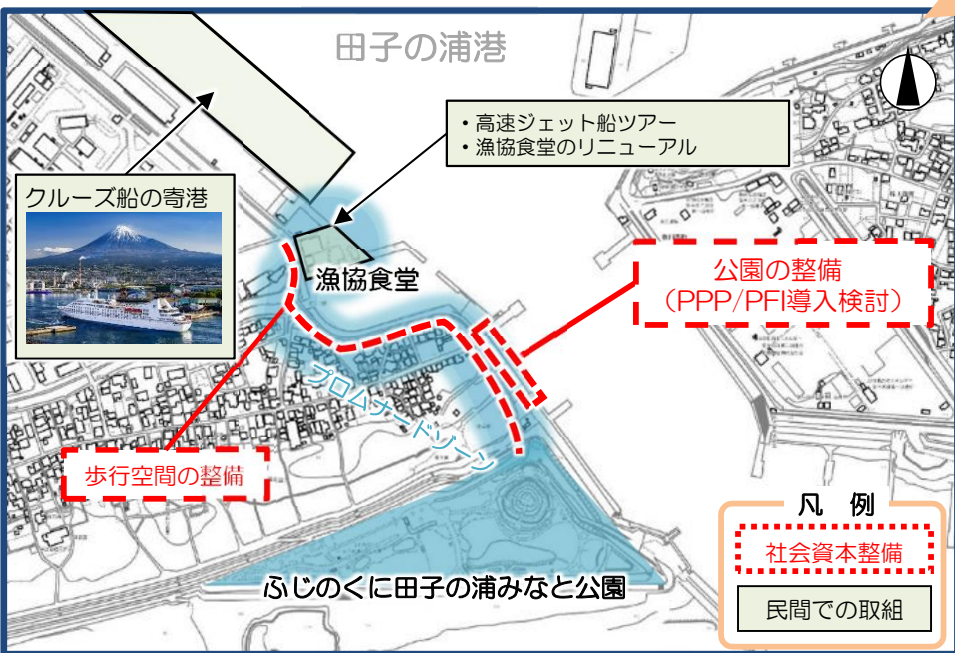 田子の浦港
・高速ジェット船ツアー
・漁協食堂のリニューアル
クルーズ船の寄港
漁協食堂
公園の整備
（PPP/PFI導入検討）
プロムナードゾーン
歩行空間の整備
ふじのくに田子の浦みなと公園
凡　例
社会資本整備
民間での取組